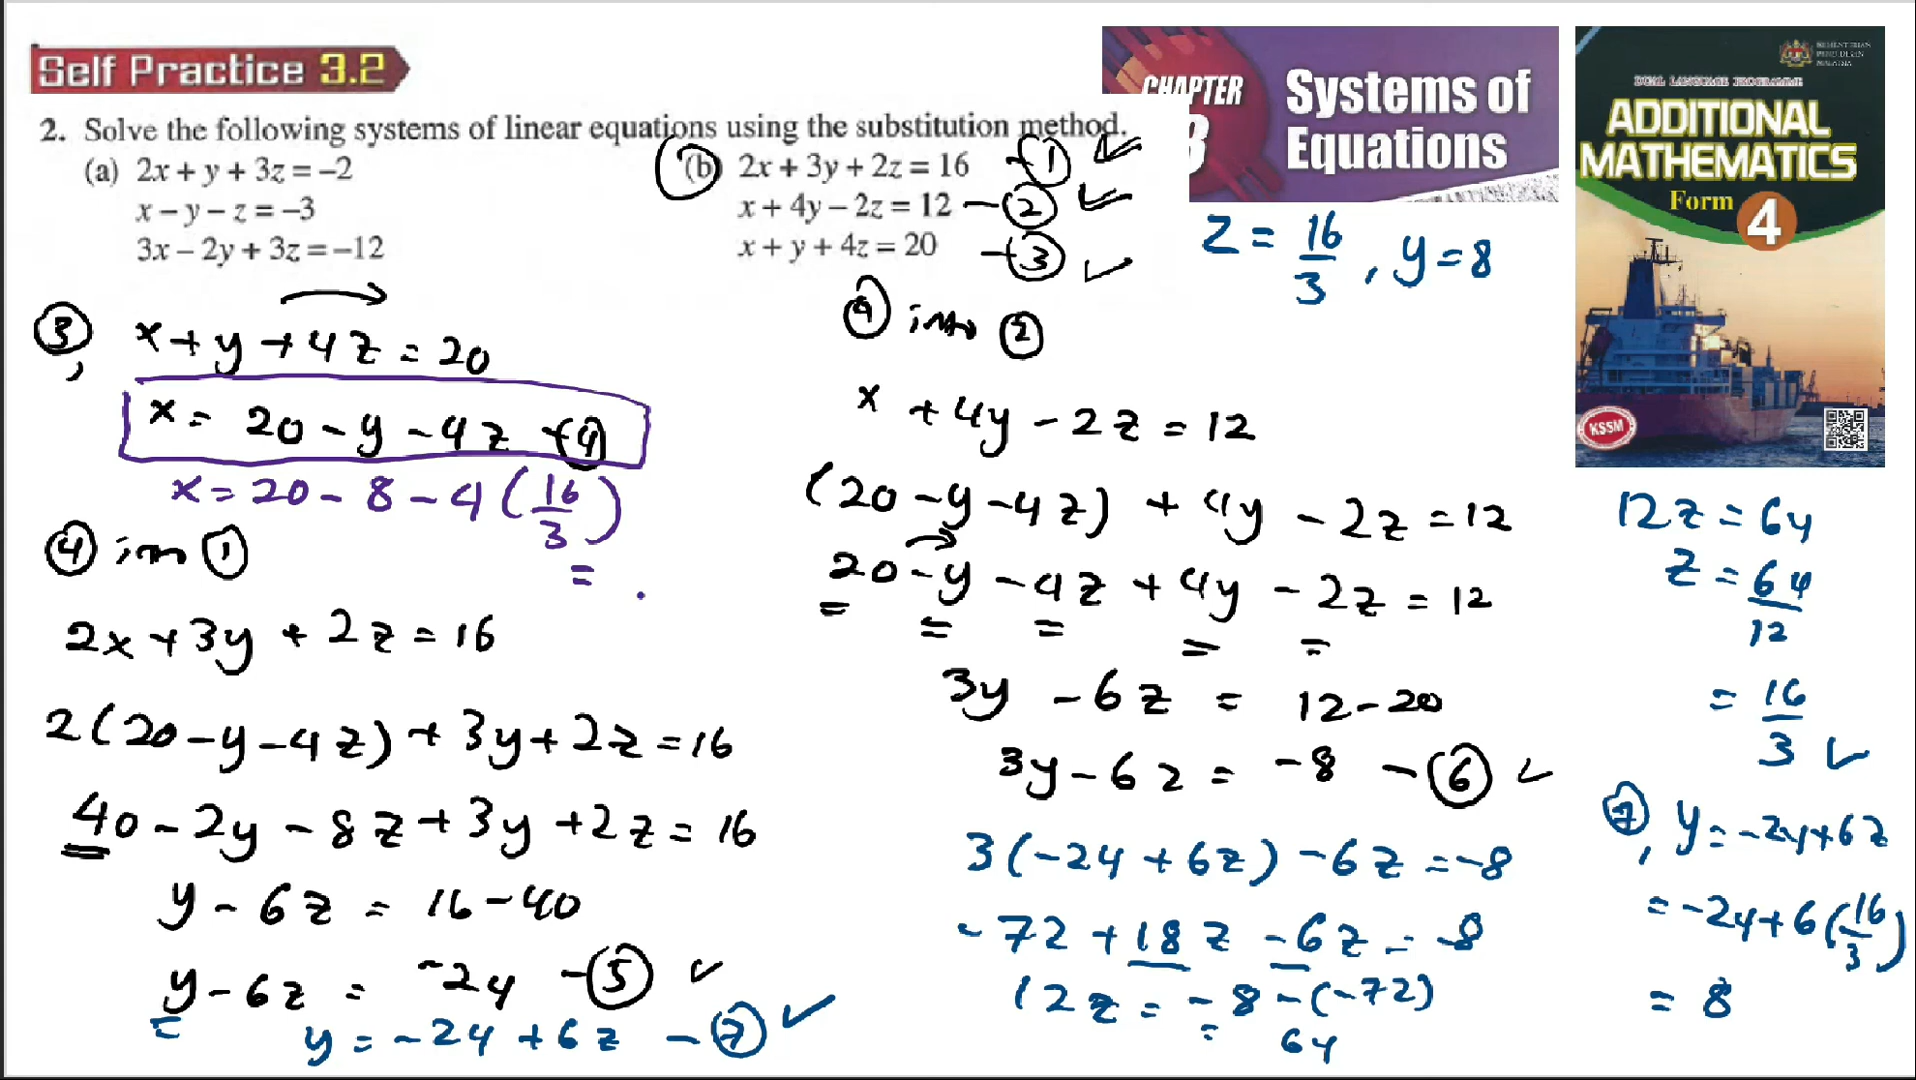 Self Practice 3.2
2. Solve the following systems of linear equations using the substitution method.
(a) 2x + y + 3z = –2
x – y – z = –3
3x – 2y + 3z = –12
(b) 2x + 3y + 2z = 16 – ①
x + 4y – 2z = 12 – ②
x + y + 4z = 20 – ③
CHAPTER
3
Systems of
Equations
KEMENTERIAN
PENDIDIKAN
MALAYSIA
DUAL LANGUAGE PROGRAMME
ADDITIONAL
MATHEMATICS
Form 4
KSSM
③, x + y + 4z = 20
x = 20 - y - 4z - ④
x = 20 - 8 - 4(16/3)
= .
④ into ①
2x + 3y + 2z = 16
2(20 - y - 4z) + 3y + 2z = 16
40 - 2y - 8z + 3y + 2z = 16
y - 6z = 16 - 40
y - 6z = -24 - ⑤ ✓
y = -24 + 6z - ⑦ ✓
④ into ②
x + 4y - 2z = 12
(20 - y - 4z) + 4y - 2z = 12
20 - y - 4z + 4y - 2z = 12
3y - 6z = 12 - 20
3y - 6z = -8 - ⑥ ✓
3(-24 + 6z) - 6z = -8
-72 + 18z - 6z = -8
12z = -8 - (-72)
= 64
z = 16/3, y = 8
12z = 64
z = 64/12
= 16/3 ✓
⑦, y = -24 + 6z
= -24 + 6(16/3)
= 8